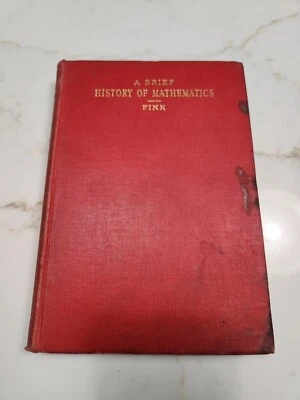 A BRIEF
HISTORY OF MATHEMATICS
FINK